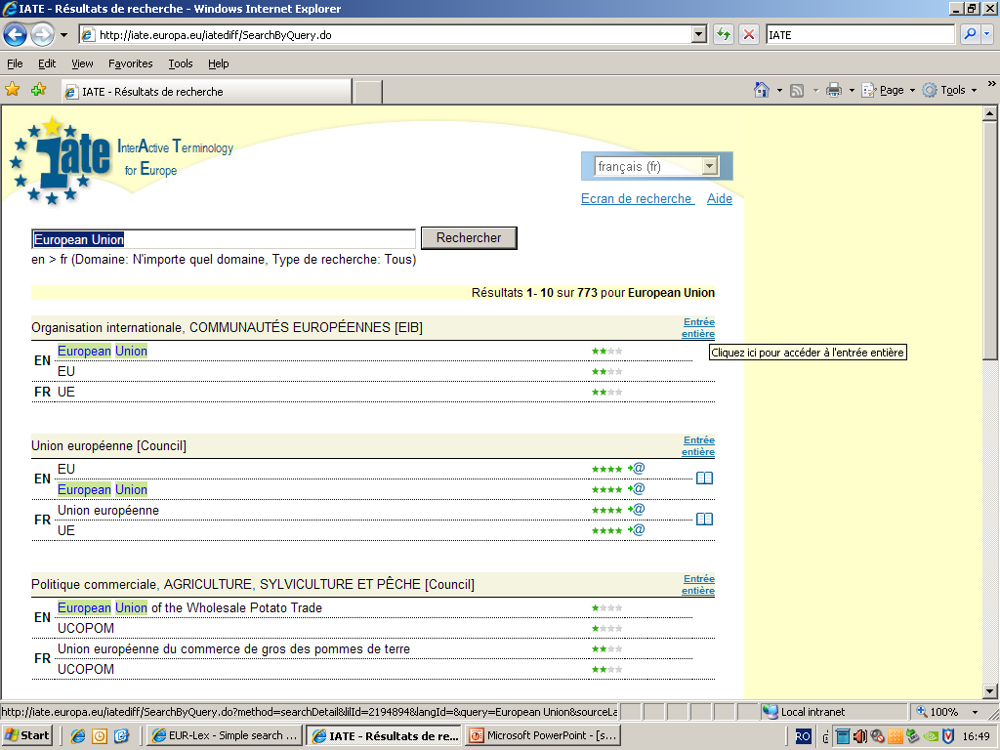 IATE - Résultats de recherche - Windows Internet Explorer
http://iate.europa.eu/iatediff/SearchByQuery.do
IATE
File Edit View Favorites Tools Help
IATE - Résultats de recherche
Page Tools »
Iate InterActive Terminology
for Europe
français (fr)
Ecran de recherche Aide
European Union Rechercher
en > fr (Domaine: N'importe quel domaine, Type de recherche: Tous)
Résultats 1- 10 sur 773 pour European Union
Organisation internationale, COMMUNAUTÉS EUROPÉENNES [EIB] Entrée
entière
Cliquez ici pour accéder à l'entrée entière
EN European Union
EU
FR UE
Union européenne [Council] Entrée
entière
EN EU
European Union
FR Union européenne
UE
Politique commerciale, AGRICULTURE, SYLVICULTURE ET PÊCHE [Council] Entrée
entière
EN European Union of the Wholesale Potato Trade
UCOPOM
FR Union européenne du commerce de gros des pommes de terre
UCOPOM
http://iate.europa.eu/iatediff/SearchByQuery.do?method=searchDetail&lilId=2194894&langId=&query=European Union&sourceLa
Local intranet 100%
Start EUR-Lex - Simple search ... IATE - Résultats de re... Microsoft PowerPoint - [s... RO 16:49